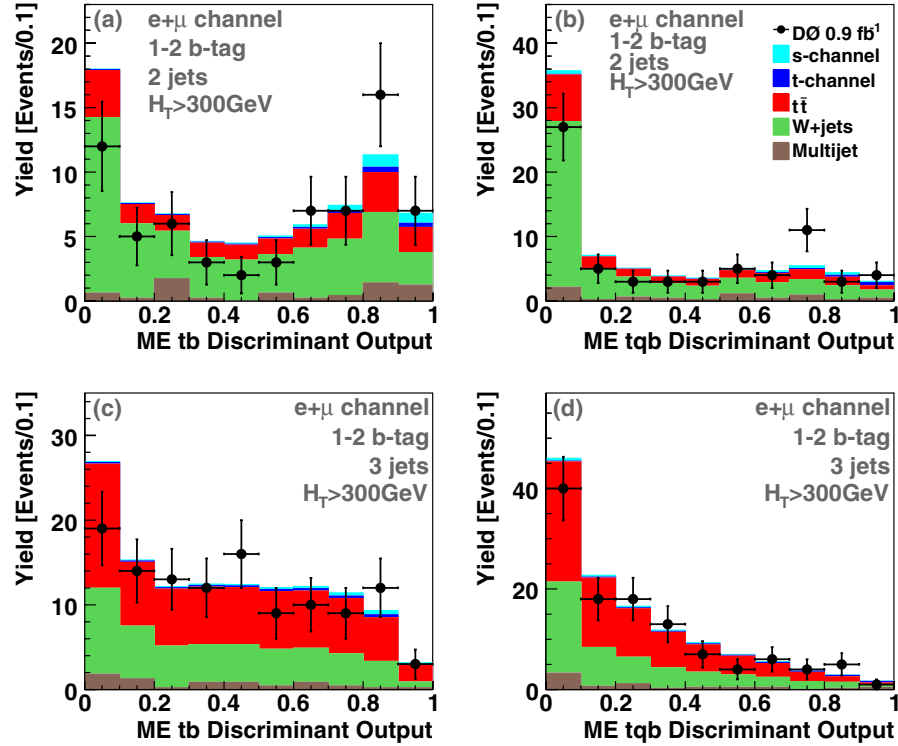 (a)
e+μ channel
1-2 b-tag
2 jets
H_T>300GeV
Yield [Events/0.1]
20
15
10
5
0
0 0.2 0.4 0.6 0.8 1
ME tb Discriminant Output
(b)
e+μ channel
1-2 b-tag
2 jets
H_T>300GeV
DØ 0.9 fb¹
s-channel
t-channel
tt̄
W+jets
Multijet
Yield [Events/0.1]
40
30
20
10
0
0 0.2 0.4 0.6 0.8 1
ME tqb Discriminant Output
(c)
e+μ channel
1-2 b-tag
3 jets
H_T>300GeV
Yield [Events/0.1]
30
20
10
0
0 0.2 0.4 0.6 0.8 1
ME tb Discriminant Output
(d)
e+μ channel
1-2 b-tag
3 jets
H_T>300GeV
Yield [Events/0.1]
40
20
0
0 0.2 0.4 0.6 0.8 1
ME tqb Discriminant Output